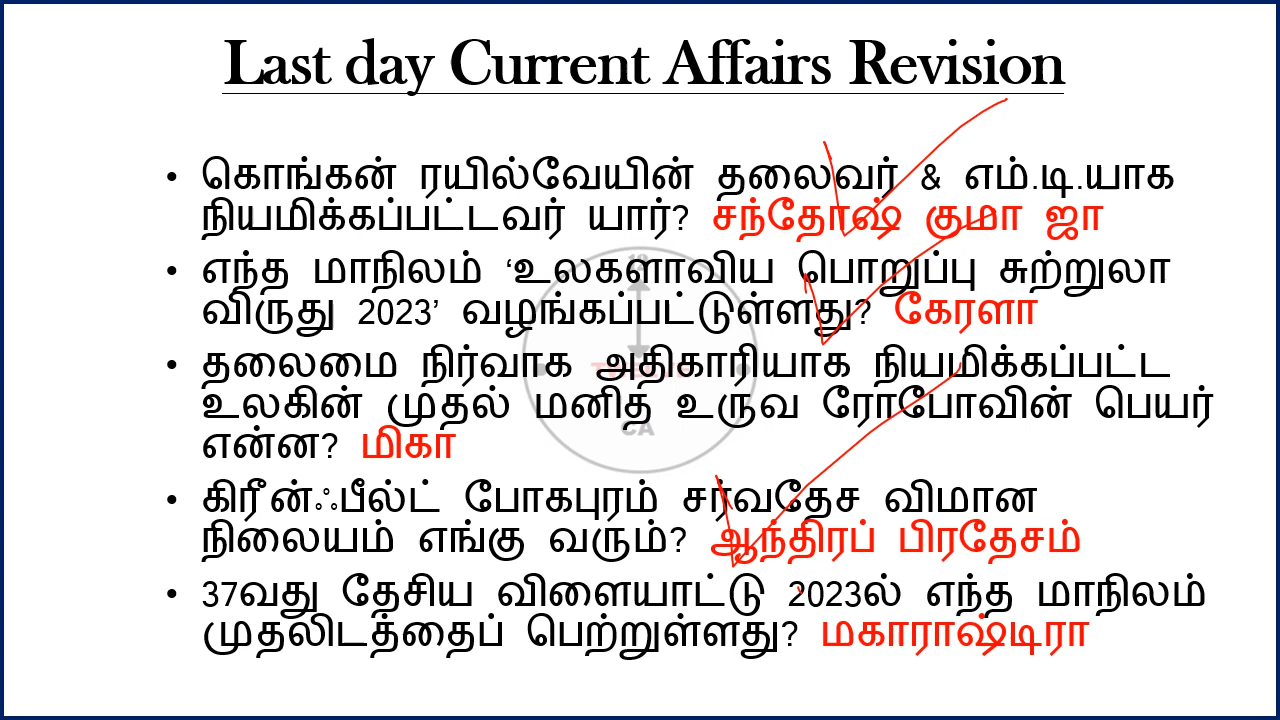 Last day Current Affairs Revision
• கொங்கன் ரயில்வேயின் தலைவர் & எம்.டி.யாக
நியமிக்கப்பட்டவர் யார்? சந்தோஷ் குமா ஜா
• எந்த மாநிலம் ‘உலகளாவிய பொறுப்பு சுற்றுலா
விருது 2023’ வழங்கப்பட்டுள்ளது? கேரளா
• தலைமை நிர்வாக அதிகாரியாக நியமிக்கப்பட்ட
உலகின் முதல் மனித உருவ ரோபோவின் பெயர்
என்ன? மிகா
• கிரீன்ஃபீல்ட் போகபுரம் சர்வதேச விமான
நிலையம் எங்கு வரும்? ஆந்திரப் பிரதேசம்
• 37வது தேசிய விளையாட்டு 2023ல் எந்த மாநிலம்
முதலிடத்தைப் பெற்றுள்ளது? மகாராஷ்டிரா
CA